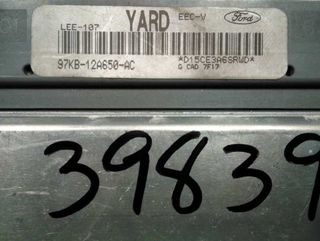 YARD EEC-V Ford
LEE-107
97KB-12A650-AC *D15CE3A6SRWD*
G CAD 7F17
39839